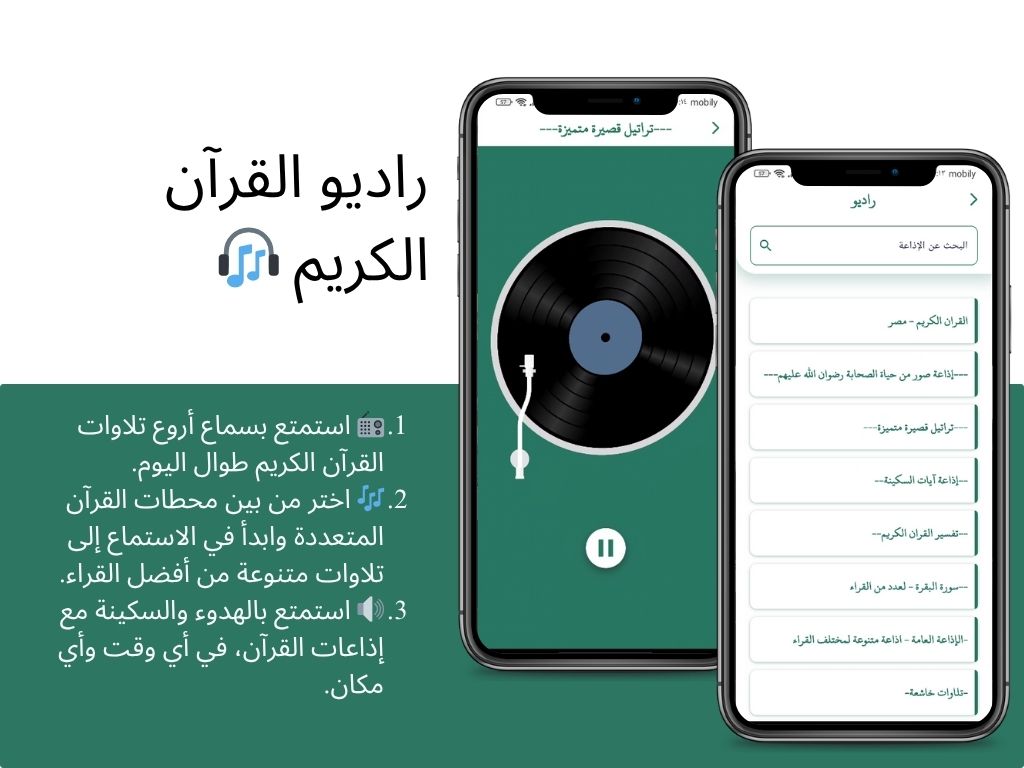 راديو القرآن
الكريم 🎧
1. 📻 استمتع بسماع أروع تلاوات
القرآن الكريم طوال اليوم.
2. 🎶 اختر من بين محطات القرآن
المتعددة وابدأ في الاستماع إلى
تلاوات متنوعة من أفضل القراء.
3. 🔊 استمتع بالهدوء والسكينة مع
إذاعات القرآن، في أي وقت وأي
مكان.
mobily
57
---تراتيل قصيرة متميزة---
mobily
57
راديو
البحث عن الإذاعة
القران الكريم - مصر
---إذاعة صور من حياة الصحابة رضوان الله عليهم---
---تراتيل قصيرة متميزة---
--إذاعة آيات السكينة--
--تفسير القران الكريم--
--سورة البقرة - لعدد من القراء
-الإذاعة العامة - اذاعة متنوعة لمختلف القراء
-تلاوات خاشعة-